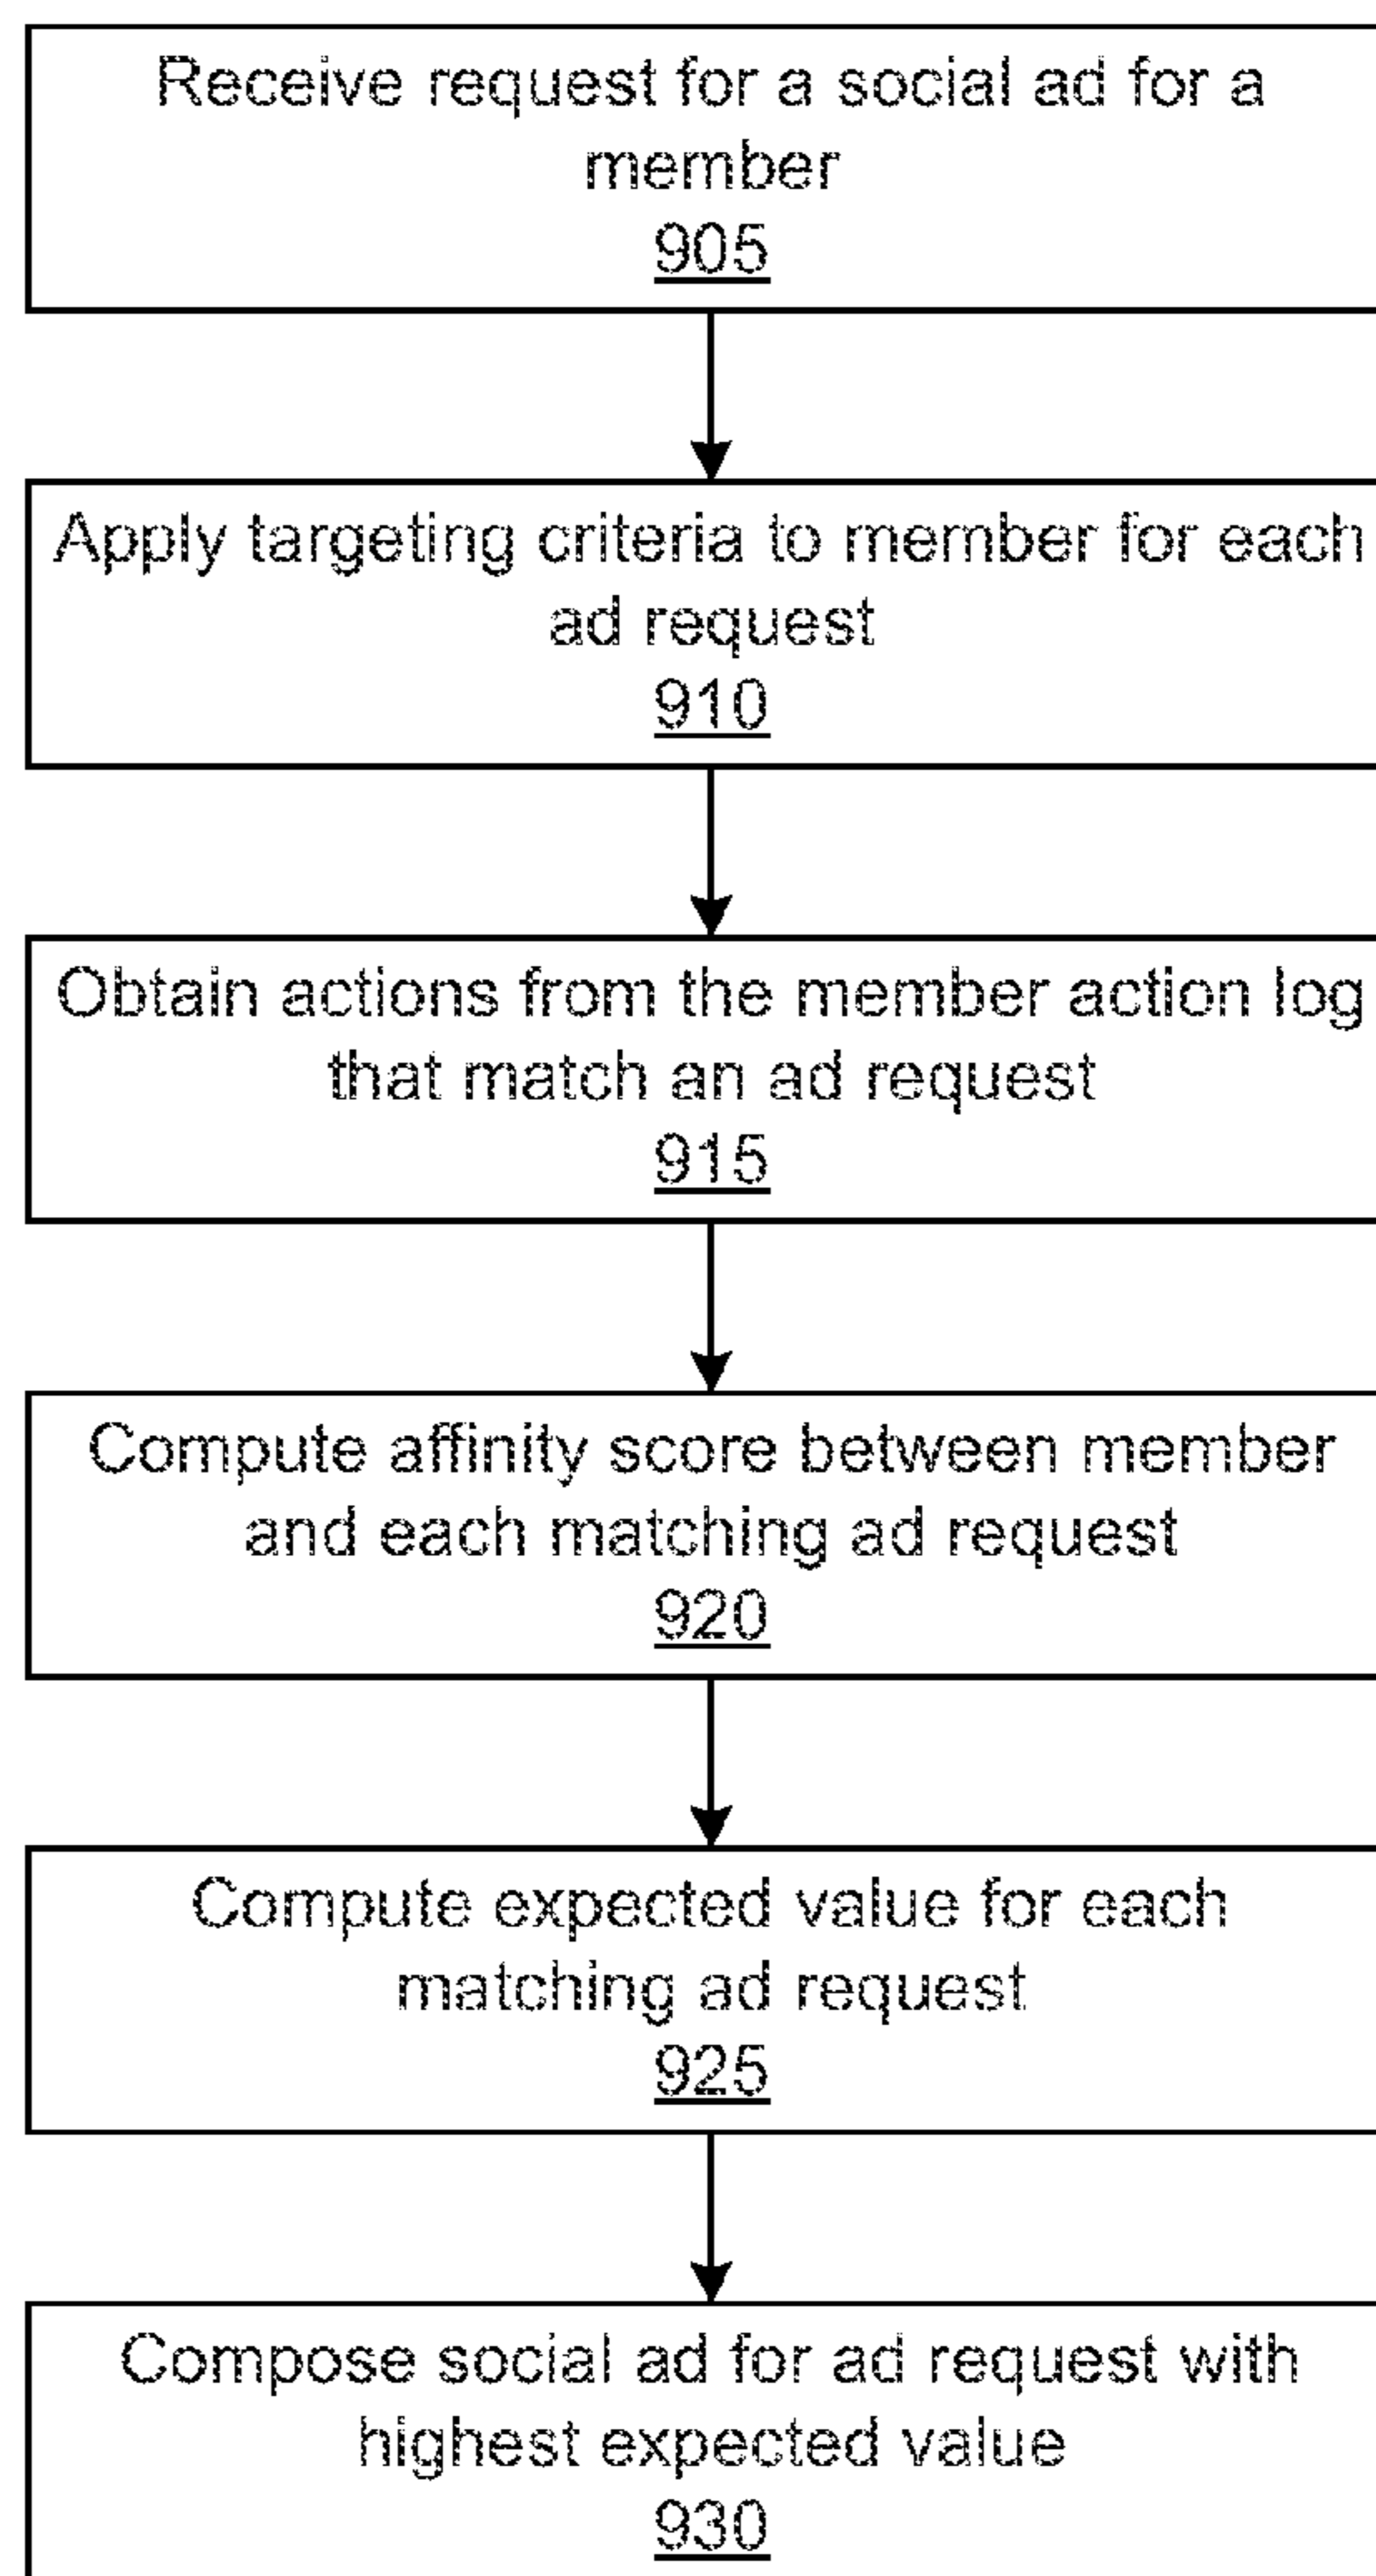 Receive request for a social ad for a
member
905
Apply targeting criteria to member for each
ad request
910
Obtain actions from the member action log
that match an ad request
915
Compute affinity score between member
and each matching ad request
920
Compute expected value for each
matching ad request
925
Compose social ad for ad request with
highest expected value
930